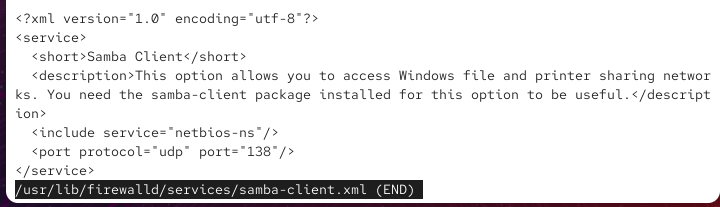 <?xml version="1.0" encoding="utf-8"?>
<service>
  <short>Samba Client</short>
  <description>This option allows you to access Windows file and printer sharing networ
ks. You need the samba-client package installed for this option to be useful.</descript
ion>
  <include service="netbios-ns"/>
  <port protocol="udp" port="138"/>
</service>
/usr/lib/firewalld/services/samba-client.xml (END)